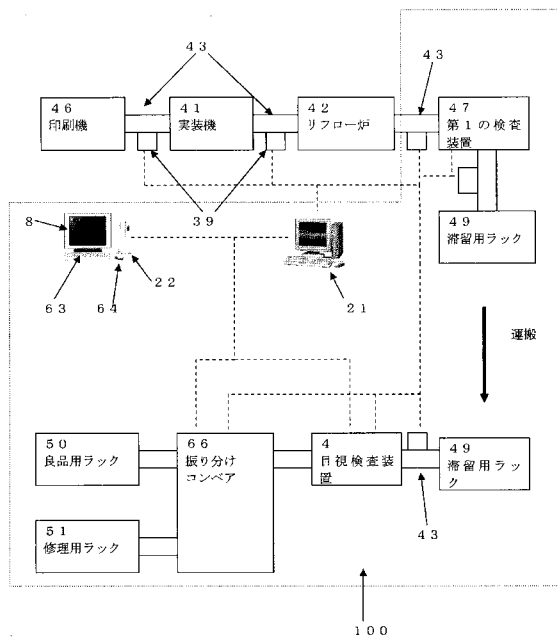 ４３
４３
４６
印刷機
４１
実装機
４２
リフロー炉
４７
第１の検査
装置
３９
４９
滞留用ラック
８
６３
６４
２２
２１
運搬
５０
良品用ラック
６６
振り分け
コンベア
４
目視検査装
置
４９
滞留用ラッ
ク
５１
修理用ラック
４３
１００